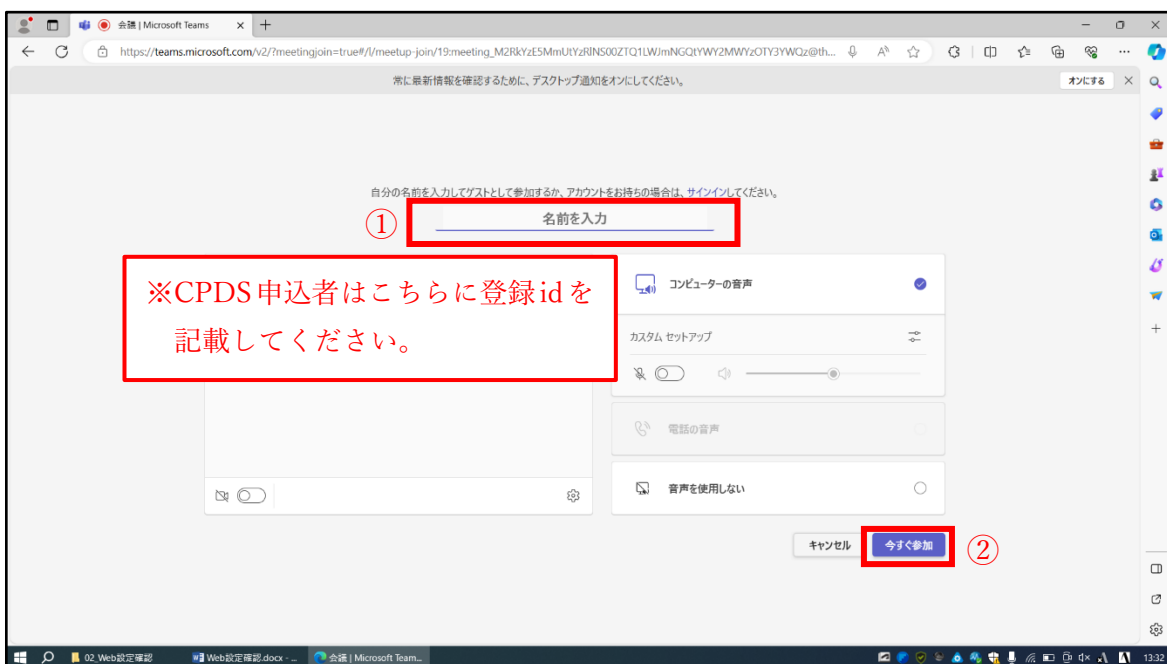 会議 | Microsoft Teams
https://teams.microsoft.com/v2/?meetingjoin=true#/l/meetup-join/19:meeting_M2RkYzE5MmUtYzRlNS00ZTQ1LWJmNGQtYWY2MWYzOTY3YWQz@th...
常に最新情報を確認するために、デスクトップ通知をオンにしてください。
オンにする
自分の名前を入力してゲストとして参加するか、アカウントをお持ちの場合は、サインインしてください。
①
名前を入力
※CPDS申込者はこちらに登録idを
記載してください。
コンピューターの音声
カスタム セットアップ
電話の音声
音声を使用しない
キャンセル
今すぐ参加
②
02_Web設定確認
Web設定確認.docx - ...
会議 | Microsoft Team...
13:32